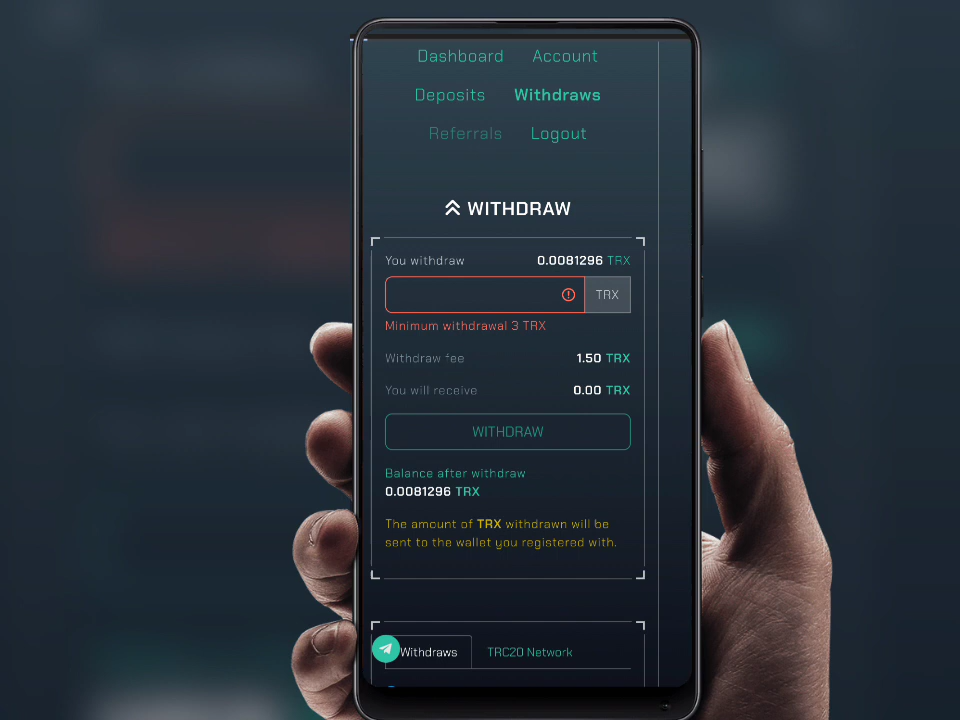 Dashboard Account
Deposits Withdraws
Referrals Logout
WITHDRAW
You withdraw 0.0081296 TRX
TRX
Minimum withdrawal 3 TRX
Withdraw fee 1.50 TRX
You will receive 0.00 TRX
WITHDRAW
Balance after withdraw
0.0081296 TRX
The amount of TRX withdrawn will be
sent to the wallet you registered with.
Withdraws TRC20 Network